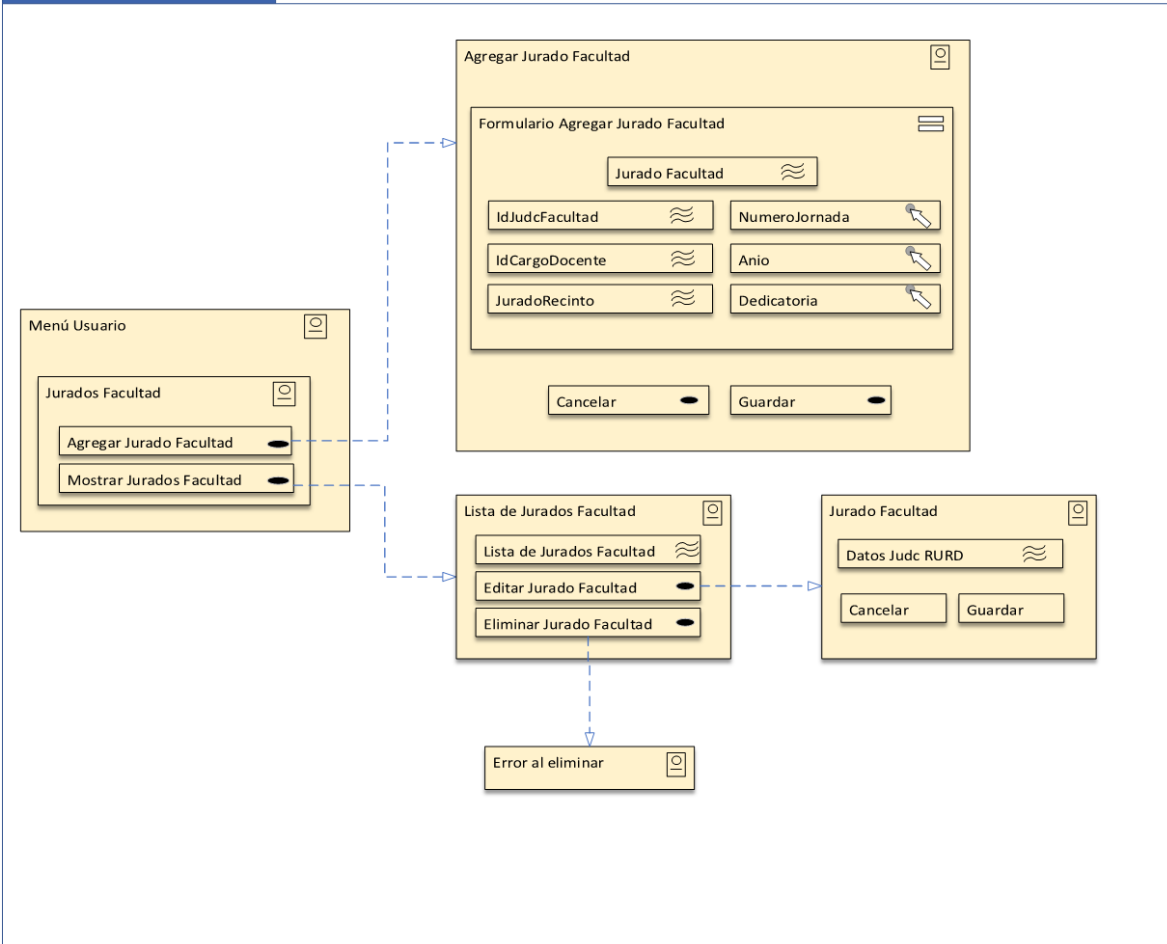 Agregar Jurado Facultad
Formulario Agregar Jurado Facultad
Jurado Facultad
IdJudcFacultad
NumeroJornada
IdCargoDocente
Anio
JuradoRecinto
Dedicatoria
Cancelar
Guardar
Menú Usuario
Jurados Facultad
Agregar Jurado Facultad
Mostrar Jurados Facultad
Lista de Jurados Facultad
Lista de Jurados Facultad
Editar Jurado Facultad
Eliminar Jurado Facultad
Jurado Facultad
Datos Judc RURD
Cancelar
Guardar
Error al eliminar